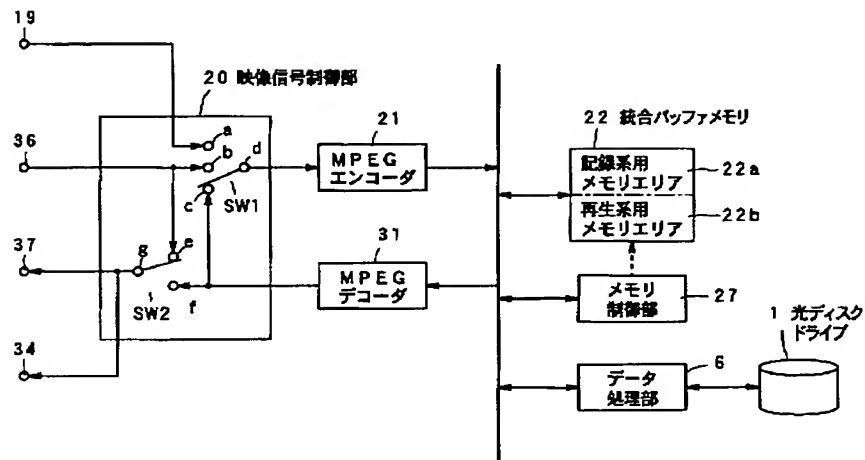 19
20 映像信号制御部
36
a
b
d
c
SW1
21
MPEG
エンコーダ
22 統合バッファメモリ
記録系用
メモリエリア
22a
再生系用
メモリエリア
22b
37
g
e
f
SW2
31
MPEG
デコーダ
メモリ
制御部
27
34
1 光ディスク
ドライブ
6
データ
処理部